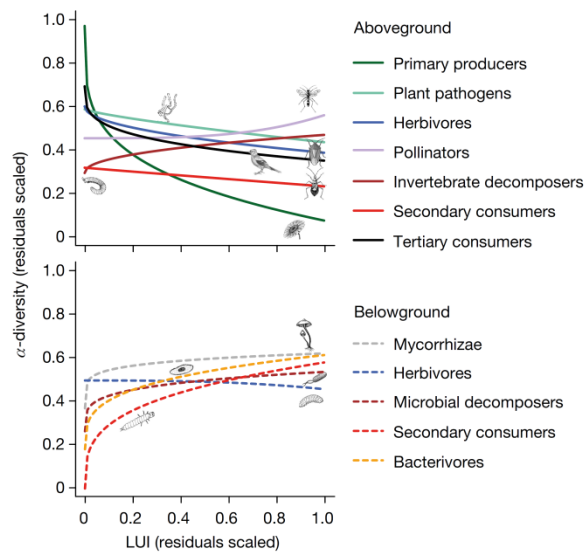 α-diversity (residuals scaled)
1.0
0.8
0.6
0.4
0.2
0
Aboveground
Primary producers
Plant pathogens
Herbivores
Pollinators
Invertebrate decomposers
Secondary consumers
Tertiary consumers
1.0
0.8
0.6
0.4
0.2
0
Belowground
Mycorrhizae
Herbivores
Microbial decomposers
Secondary consumers
Bacterivores
0 0.2 0.4 0.6 0.8 1.0
LUI (residuals scaled)